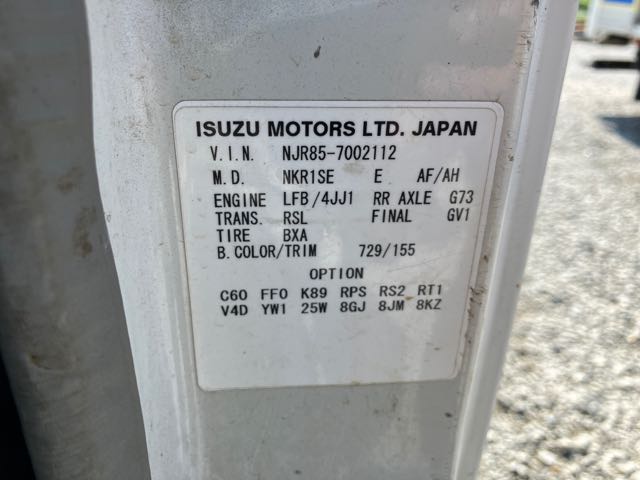 ISUZU MOTORS LTD. JAPAN
V.I.N. NJR85-7002112
M.D. NKR1SE E AF/AH
ENGINE LFB/4JJ1 RR AXLE G73
TRANS. RSL FINAL GV1
TIRE BXA
B.COLOR/TRIM 729/155
OPTION
C60 FF0 K89 RPS RS2 RT1
V4D YW1 25W 8GJ 8JM 8KZ